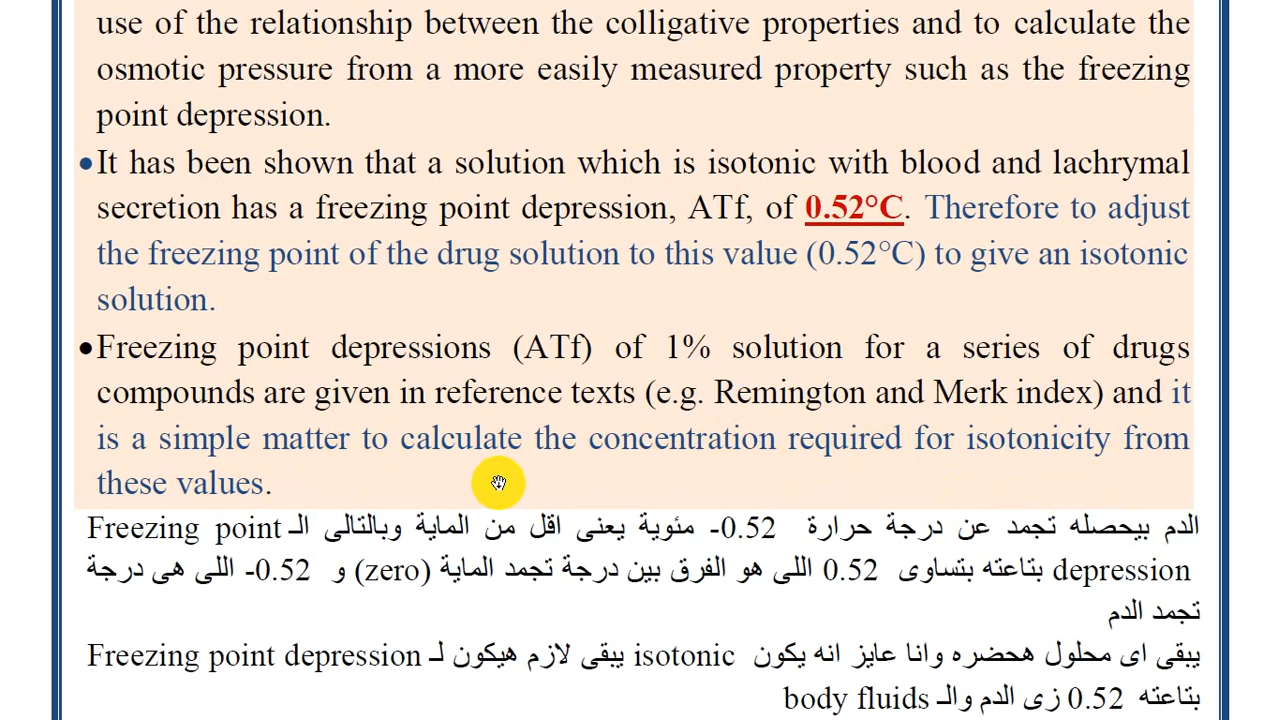 use of the relationship between the colligative properties and to calculate the
osmotic pressure from a more easily measured property such as the freezing
point depression.
•It has been shown that a solution which is isotonic with blood and lachrymal
secretion has a freezing point depression, ATf, of 0.52°C. Therefore to adjust
the freezing point of the drug solution to this value (0.52°C) to give an isotonic
solution.
•Freezing point depressions (ATf) of 1% solution for a series of drugs
compounds are given in reference texts (e.g. Remington and Merk index) and it
is a simple matter to calculate the concentration required for isotonicity from
these values.
الدم بيحصله تجمد عن درجة حرارة 0.52- مئوية يعنى اقل من الماية وبالتالى الـ Freezing point
depression بتاعته بتساوى 0.52 اللى هو الفرق بين درجة تجمد الماية (zero) و 0.52- اللى هى درجة
تجمد الدم
يبقى اى محلول هحضره وانا عايز انه يكون isotonic يبقى لازم هيكون لـ Freezing point depression
بتاعته 0.52 زى الدم والـ body fluids